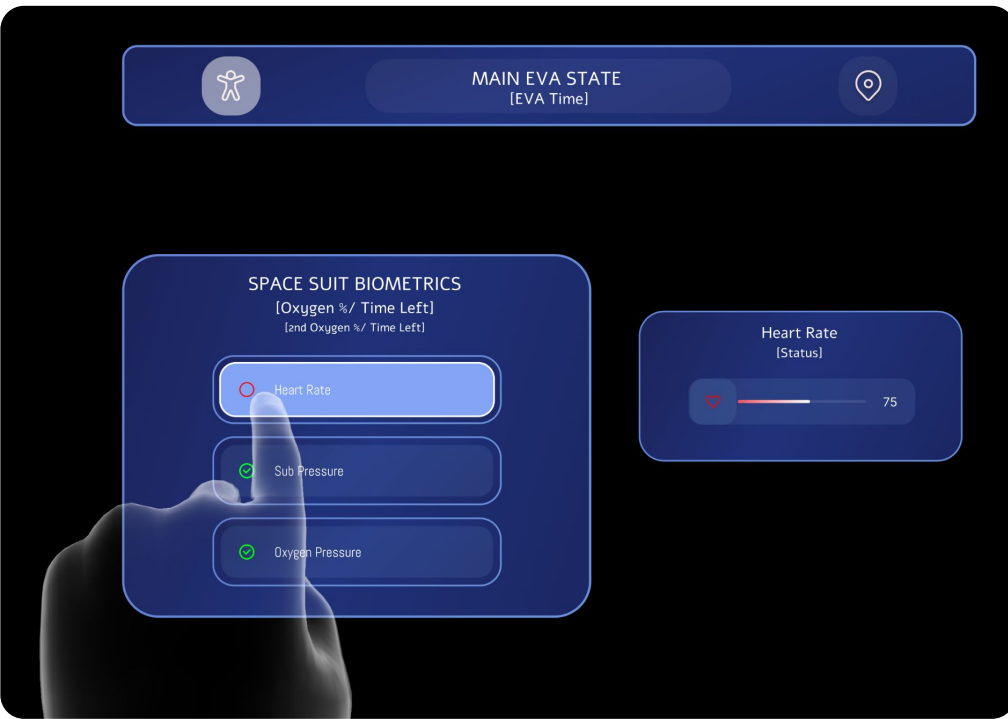 MAIN EVA STATE
[EVA Time]
SPACE SUIT BIOMETRICS
[Oxygen %/ Time Left]
[2nd Oxygen %/ Time Left]
Heart Rate
Sub Pressure
Oxygen Pressure
Heart Rate
[Status]
75